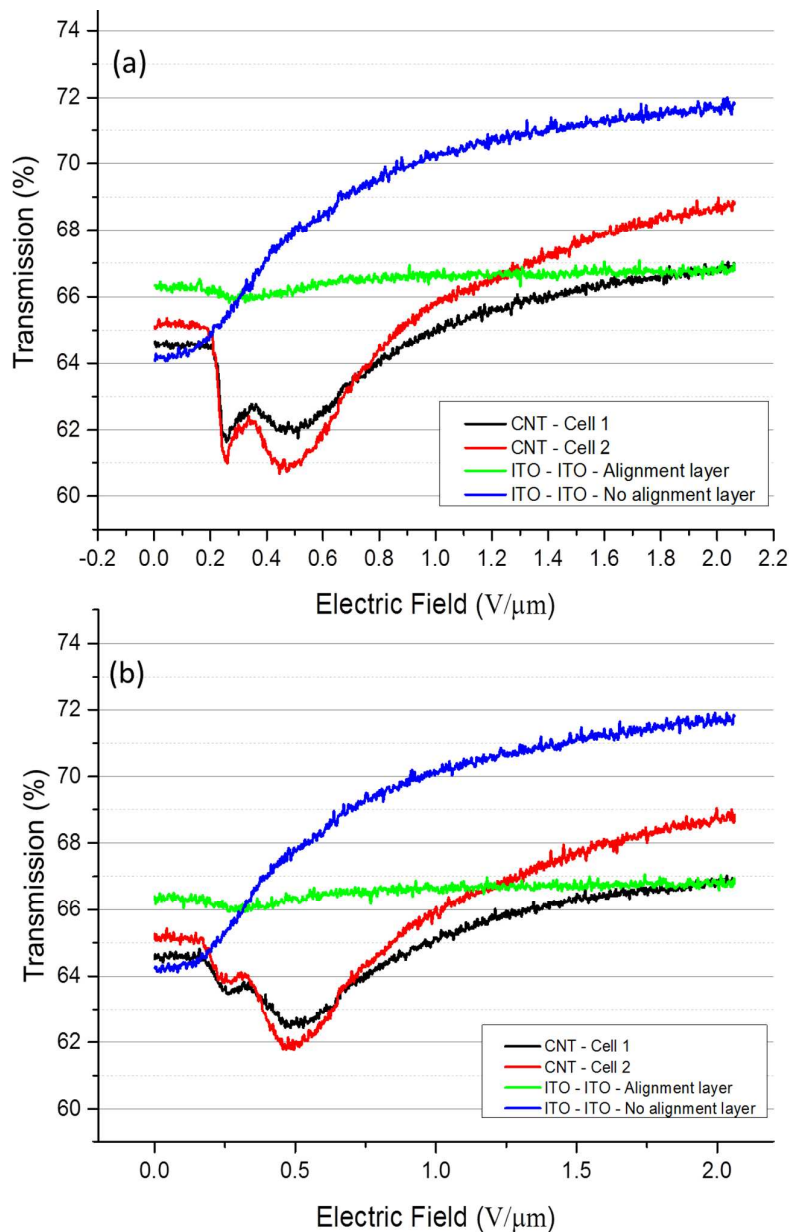 (a)
Transmission (%)
74
72
70
68
66
64
62
60
CNT - Cell 1
CNT - Cell 2
ITO - ITO - Alignment layer
ITO - ITO - No alignment layer
-0.2 0.0 0.2 0.4 0.6 0.8 1.0 1.2 1.4 1.6 1.8 2.0 2.2
Electric Field (V/μm)
(b)
Transmission (%)
74
72
70
68
66
64
62
60
CNT - Cell 1
CNT - Cell 2
ITO - ITO - Alignment layer
ITO - ITO - No alignment layer
0.0 0.5 1.0 1.5 2.0
Electric Field (V/μm)